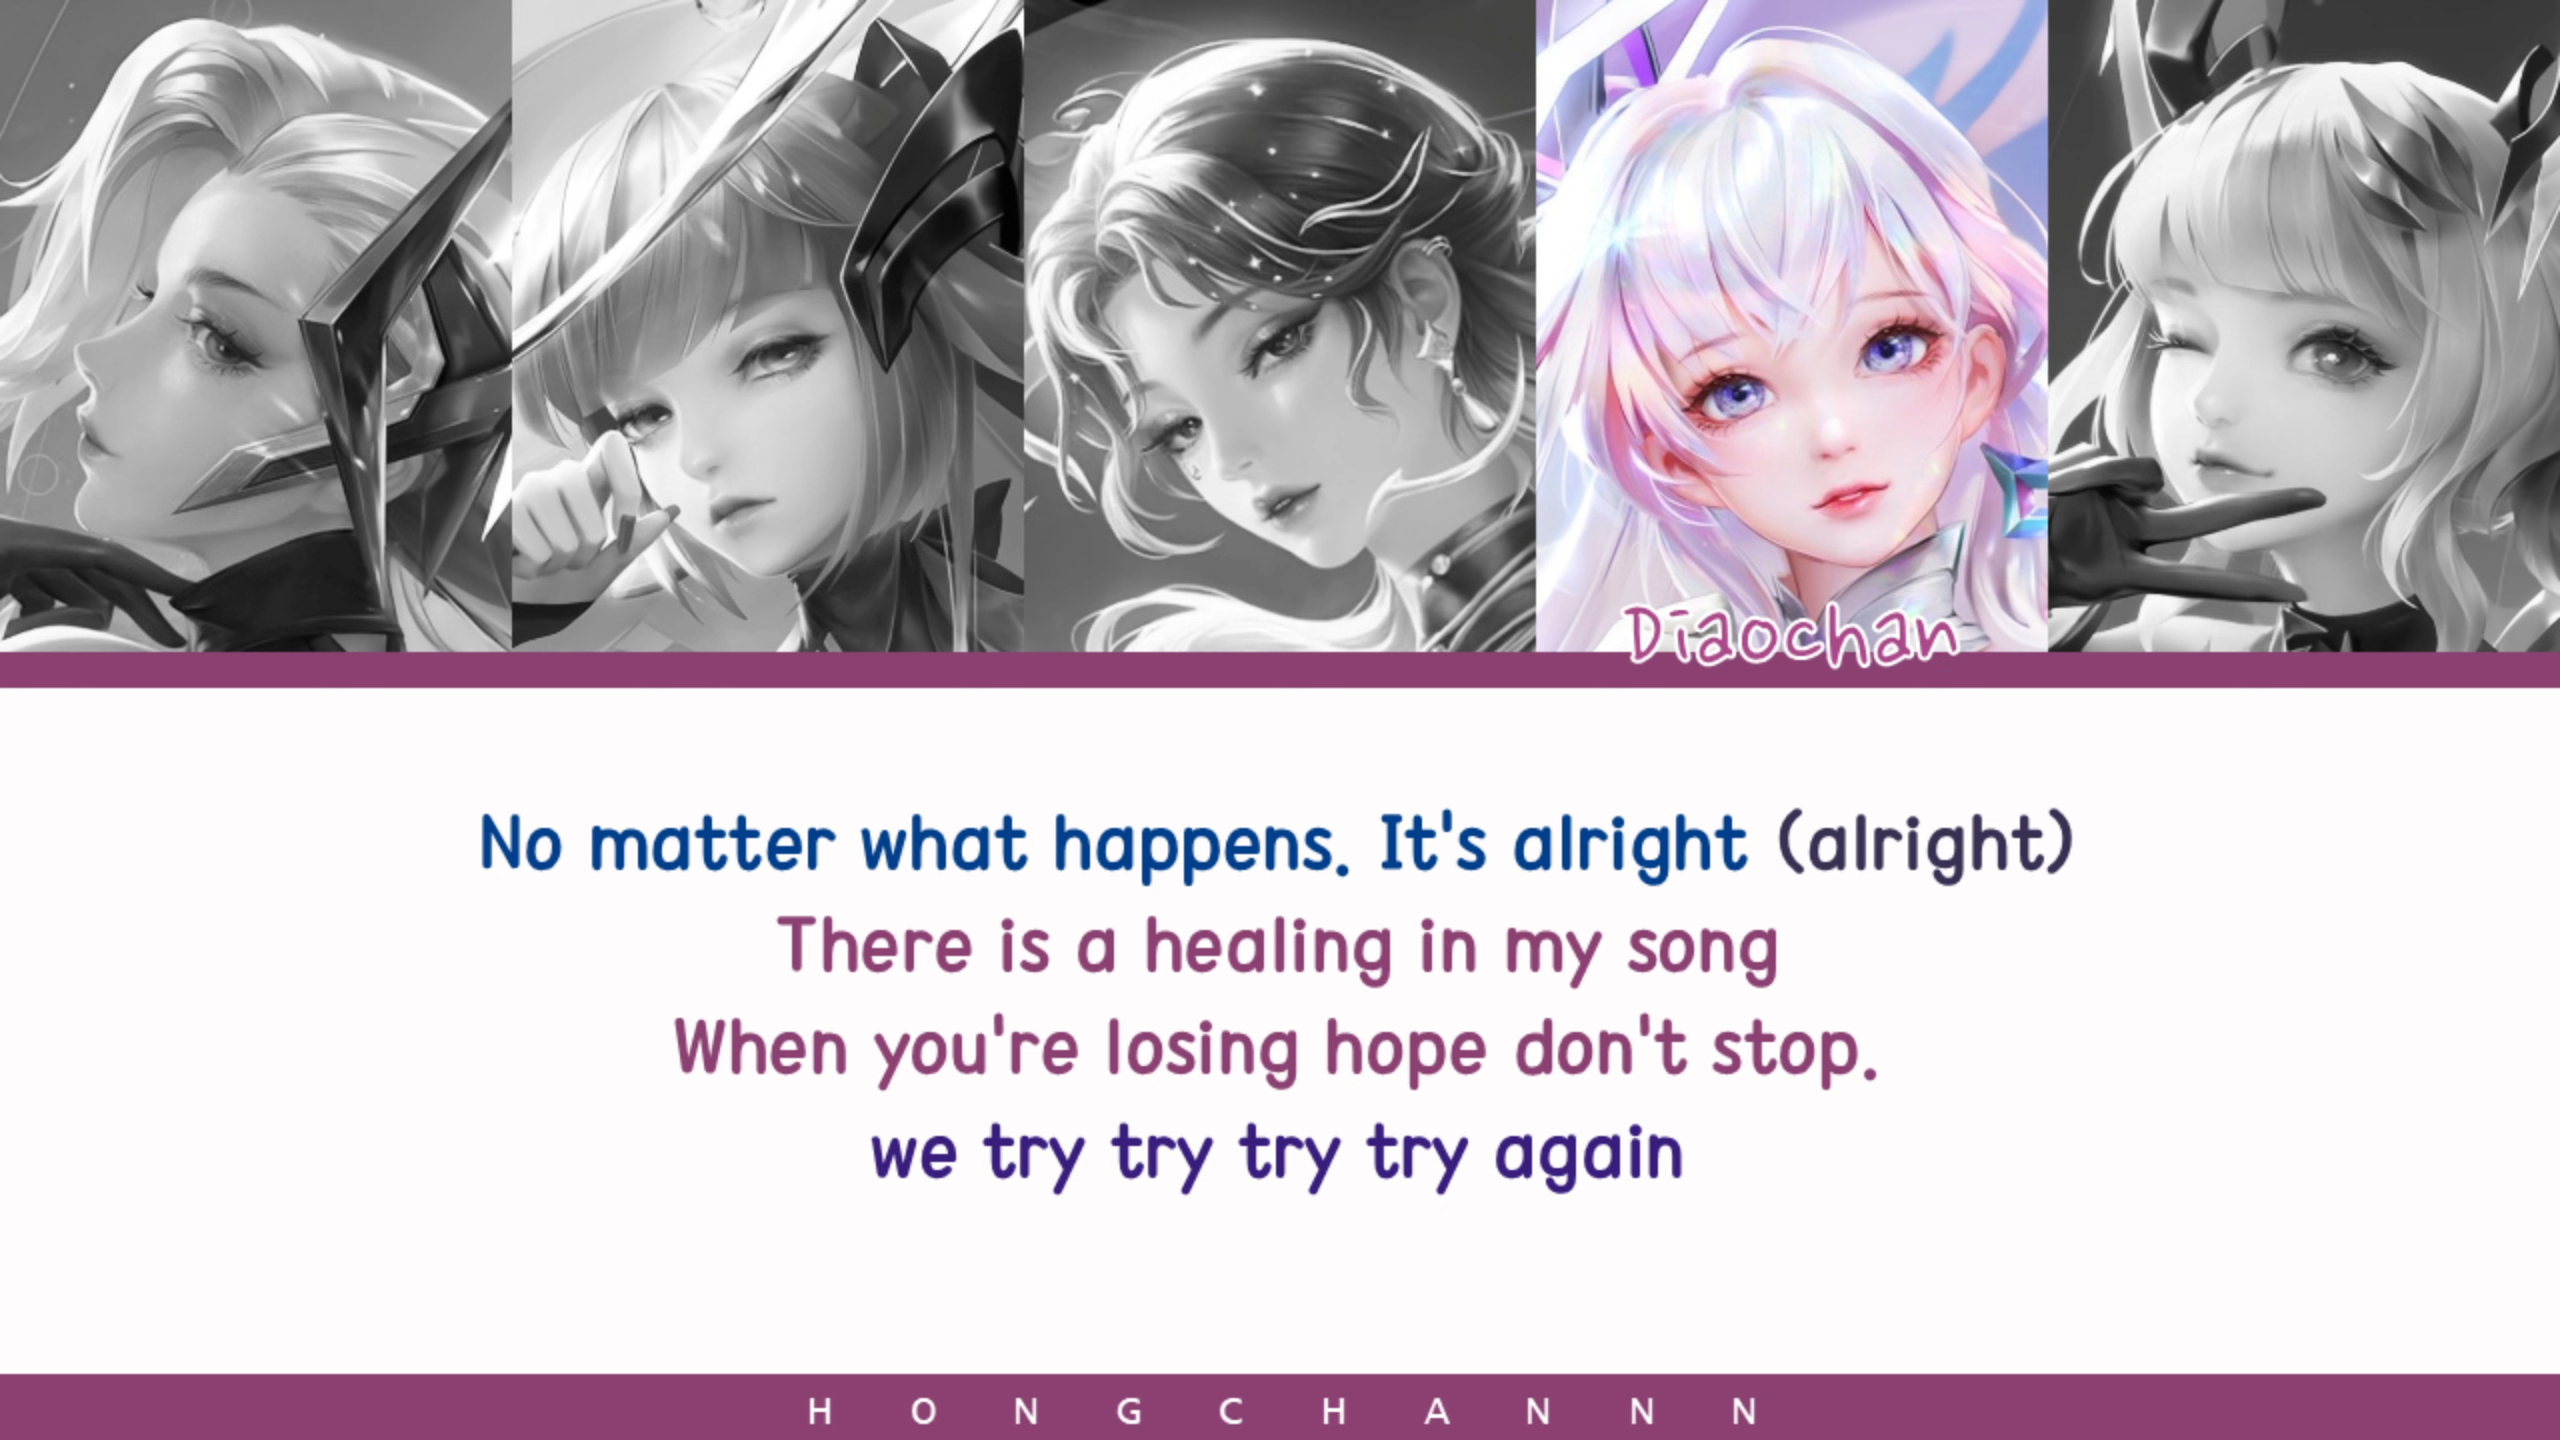 Diaochan
No matter what happens. It's alright (alright)
There is a healing in my song
When you're losing hope don't stop.
we try try try try again
HONGCHANNN